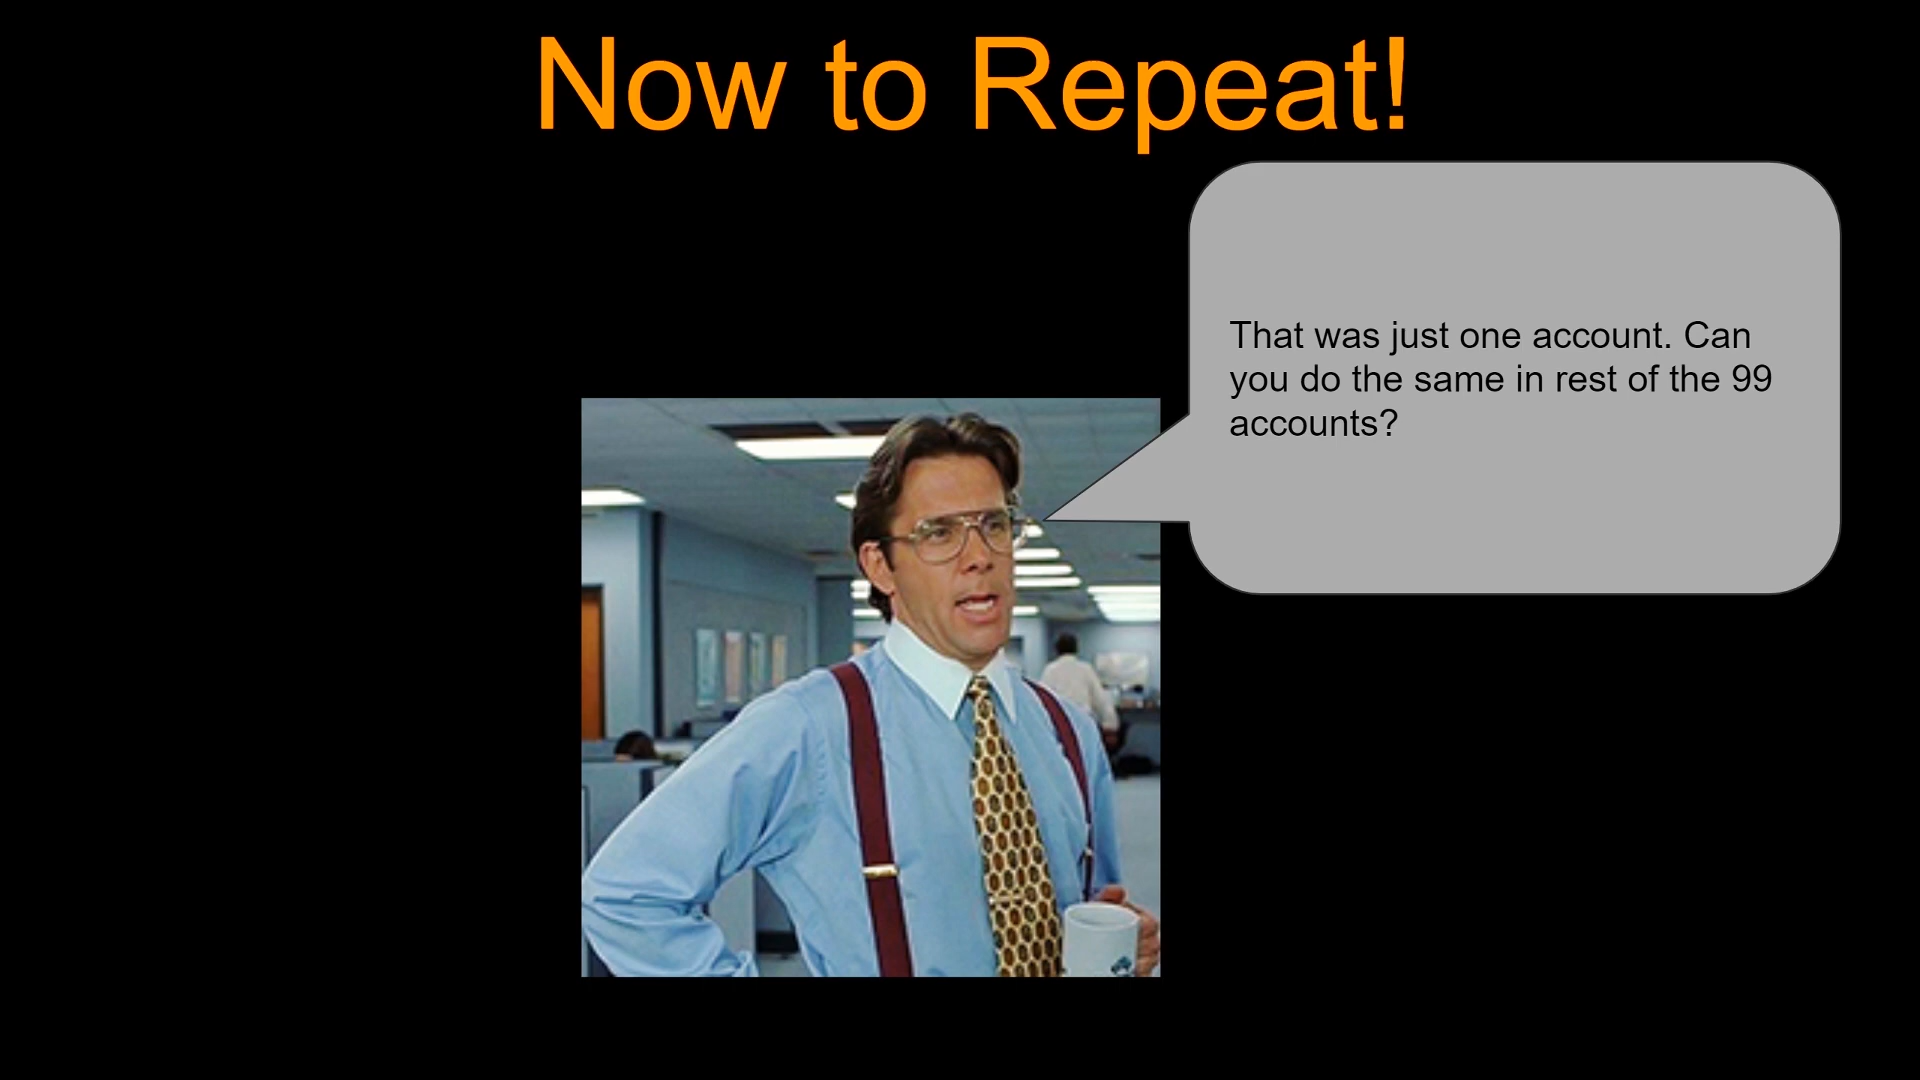 Now to Repeat!
That was just one account. Can
you do the same in rest of the 99
accounts?